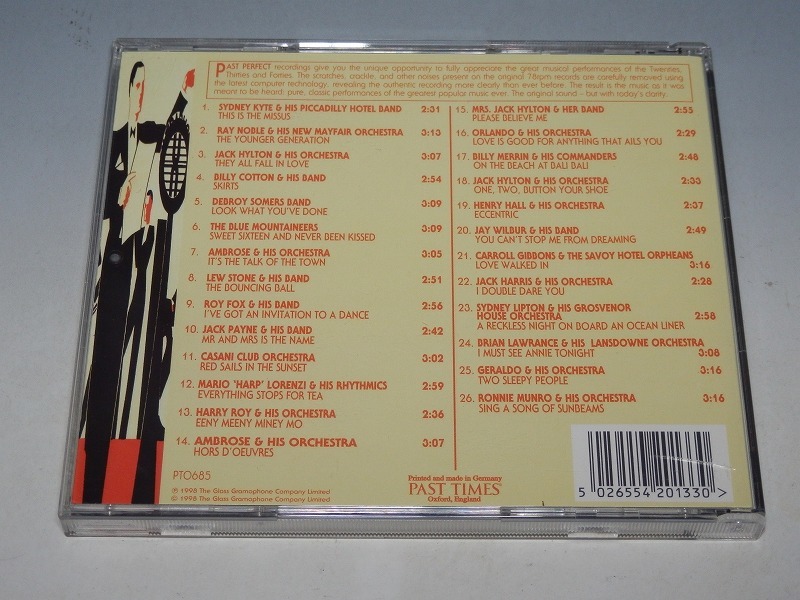 PAST PERFECT recordings give you the unique opportunity to fully appreciate the great musical performances of the Twenties,
Thirties and Forties. The scratches, crackle, and other noises present on the original 78rpm records are carefully removed using
the latest computer technology, revealing the authentic recording more clearly than ever before. The result is the music as it was
meant to be heard: pure, classic performances of the greatest popular music ever. The original sound – but with today's clarity.
1. SYDNEY KYTE & HIS PICCADILLY HOTEL BAND 2:31
THIS IS THE MISSUS
2. RAY NOBLE & HIS NEW MAYFAIR ORCHESTRA 3:13
THE YOUNGER GENERATION
3. JACK HYLTON & HIS ORCHESTRA 3:07
THEY ALL FALL IN LOVE
4. BILLY COTTON & HIS BAND 2:54
SKIRTS
5. DEBROY SOMERS BAND 3:09
LOOK WHAT YOU'VE DONE
6. THE BLUE MOUNTAINEERS 3:09
SWEET SIXTEEN AND NEVER BEEN KISSED
7. AMBROSE & HIS ORCHESTRA 3:05
IT'S THE TALK OF THE TOWN
8. LEW STONE & HIS BAND 2:51
THE BOUNCING BALL
9. ROY FOX & HIS BAND 2:56
I'VE GOT AN INVITATION TO A DANCE
10. JACK PAYNE & HIS BAND 2:42
MR AND MRS IS THE NAME
11. CASANI CLUB ORCHESTRA 3:02
RED SAILS IN THE SUNSET
12. MARIO 'HARP' LORENZI & HIS RHYTHMICS 2:59
EVERYTHING STOPS FOR TEA
13. HARRY ROY & HIS ORCHESTRA 2:36
EENY MEENY MINEY MO
14. AMBROSE & HIS ORCHESTRA 3:07
HORS D'OEUVRES
15. MRS. JACK HYLTON & HER BAND 2:55
PLEASE BELIEVE ME
16. ORLANDO & HIS ORCHESTRA 2:29
LOVE IS GOOD FOR ANYTHING THAT AILS YOU
17. BILLY MERRIN & HIS COMMANDERS 2:48
ON THE BEACH AT BALI BALI
18. JACK HYLTON & HIS ORCHESTRA 2:33
ONE, TWO, BUTTON YOUR SHOE
19. HENRY HALL & HIS ORCHESTRA 2:37
ECCENTRIC
20. JAY WILBUR & HIS BAND 2:49
YOU CAN'T STOP ME FROM DREAMING
21. CARROLL GIBBONS & THE SAVOY HOTEL ORPHEANS
LOVE WALKED IN 3:16
22. JACK HARRIS & HIS ORCHESTRA 2:28
I DOUBLE DARE YOU
23. SYDNEY LIPTON & HIS GROSVENOR
HOUSE ORCHESTRA 2:58
A RECKLESS NIGHT ON BOARD AN OCEAN LINER
24. BRIAN LAWRANCE & HIS LANSDOWNE ORCHESTRA
I MUST SEE ANNIE TONIGHT 3:08
25. GERALDO & HIS ORCHESTRA 3:16
TWO SLEEPY PEOPLE
26. RONNIE MUNRO & HIS ORCHESTRA 3:16
SING A SONG OF SUNBEAMS
PTO685
℗ 1998 The Glass Gramophone Company Limited
© 1998 The Glass Gramophone Company Limited
Printed and made in Germany
PAST TIMES
Oxford, England
5 026554 201330 >